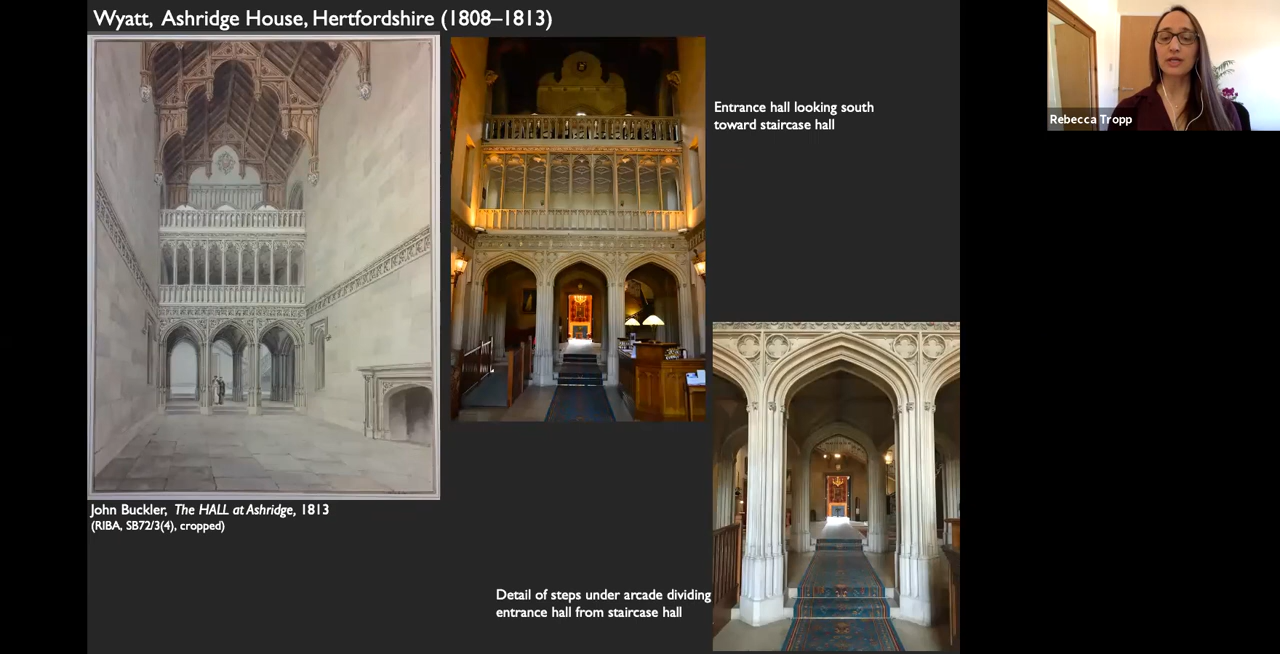 Wyatt, Ashridge House, Hertfordshire (1808–1813)
Entrance hall looking south
toward staircase hall
Rebecca Tropp
John Buckler, The HALL at Ashridge, 1813
(RIBA, SB72/3(4), cropped)
Detail of steps under arcade dividing
entrance hall from staircase hall